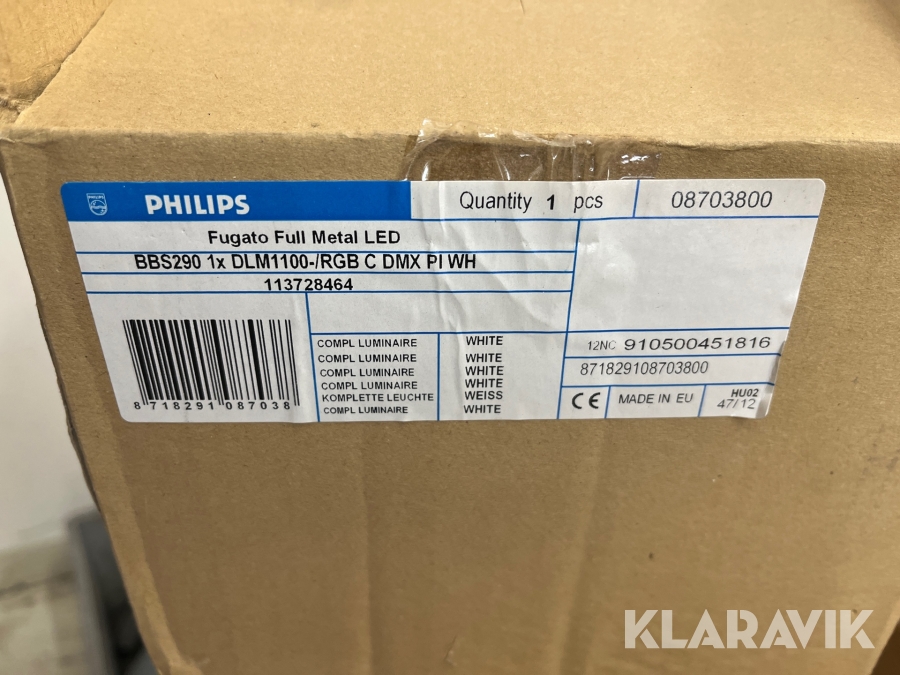 PHILIPS
Quantity 1 pcs
08703800
Fugato Full Metal LED
BBS290 1x DLM1100-/RGB C DMX PI WH
113728464
COMPL LUMINAIRE WHITE
COMPL LUMINAIRE WHITE
COMPL LUMINAIRE WHITE
COMPL LUMINAIRE WHITE
KOMPLETTE LEUCHTE WEISS
COMPL LUMINAIRE WHITE
8 718291 087038
12NC 910500451816
871829108703800
CE MADE IN EU
HU02
47/12
KLARAVIK